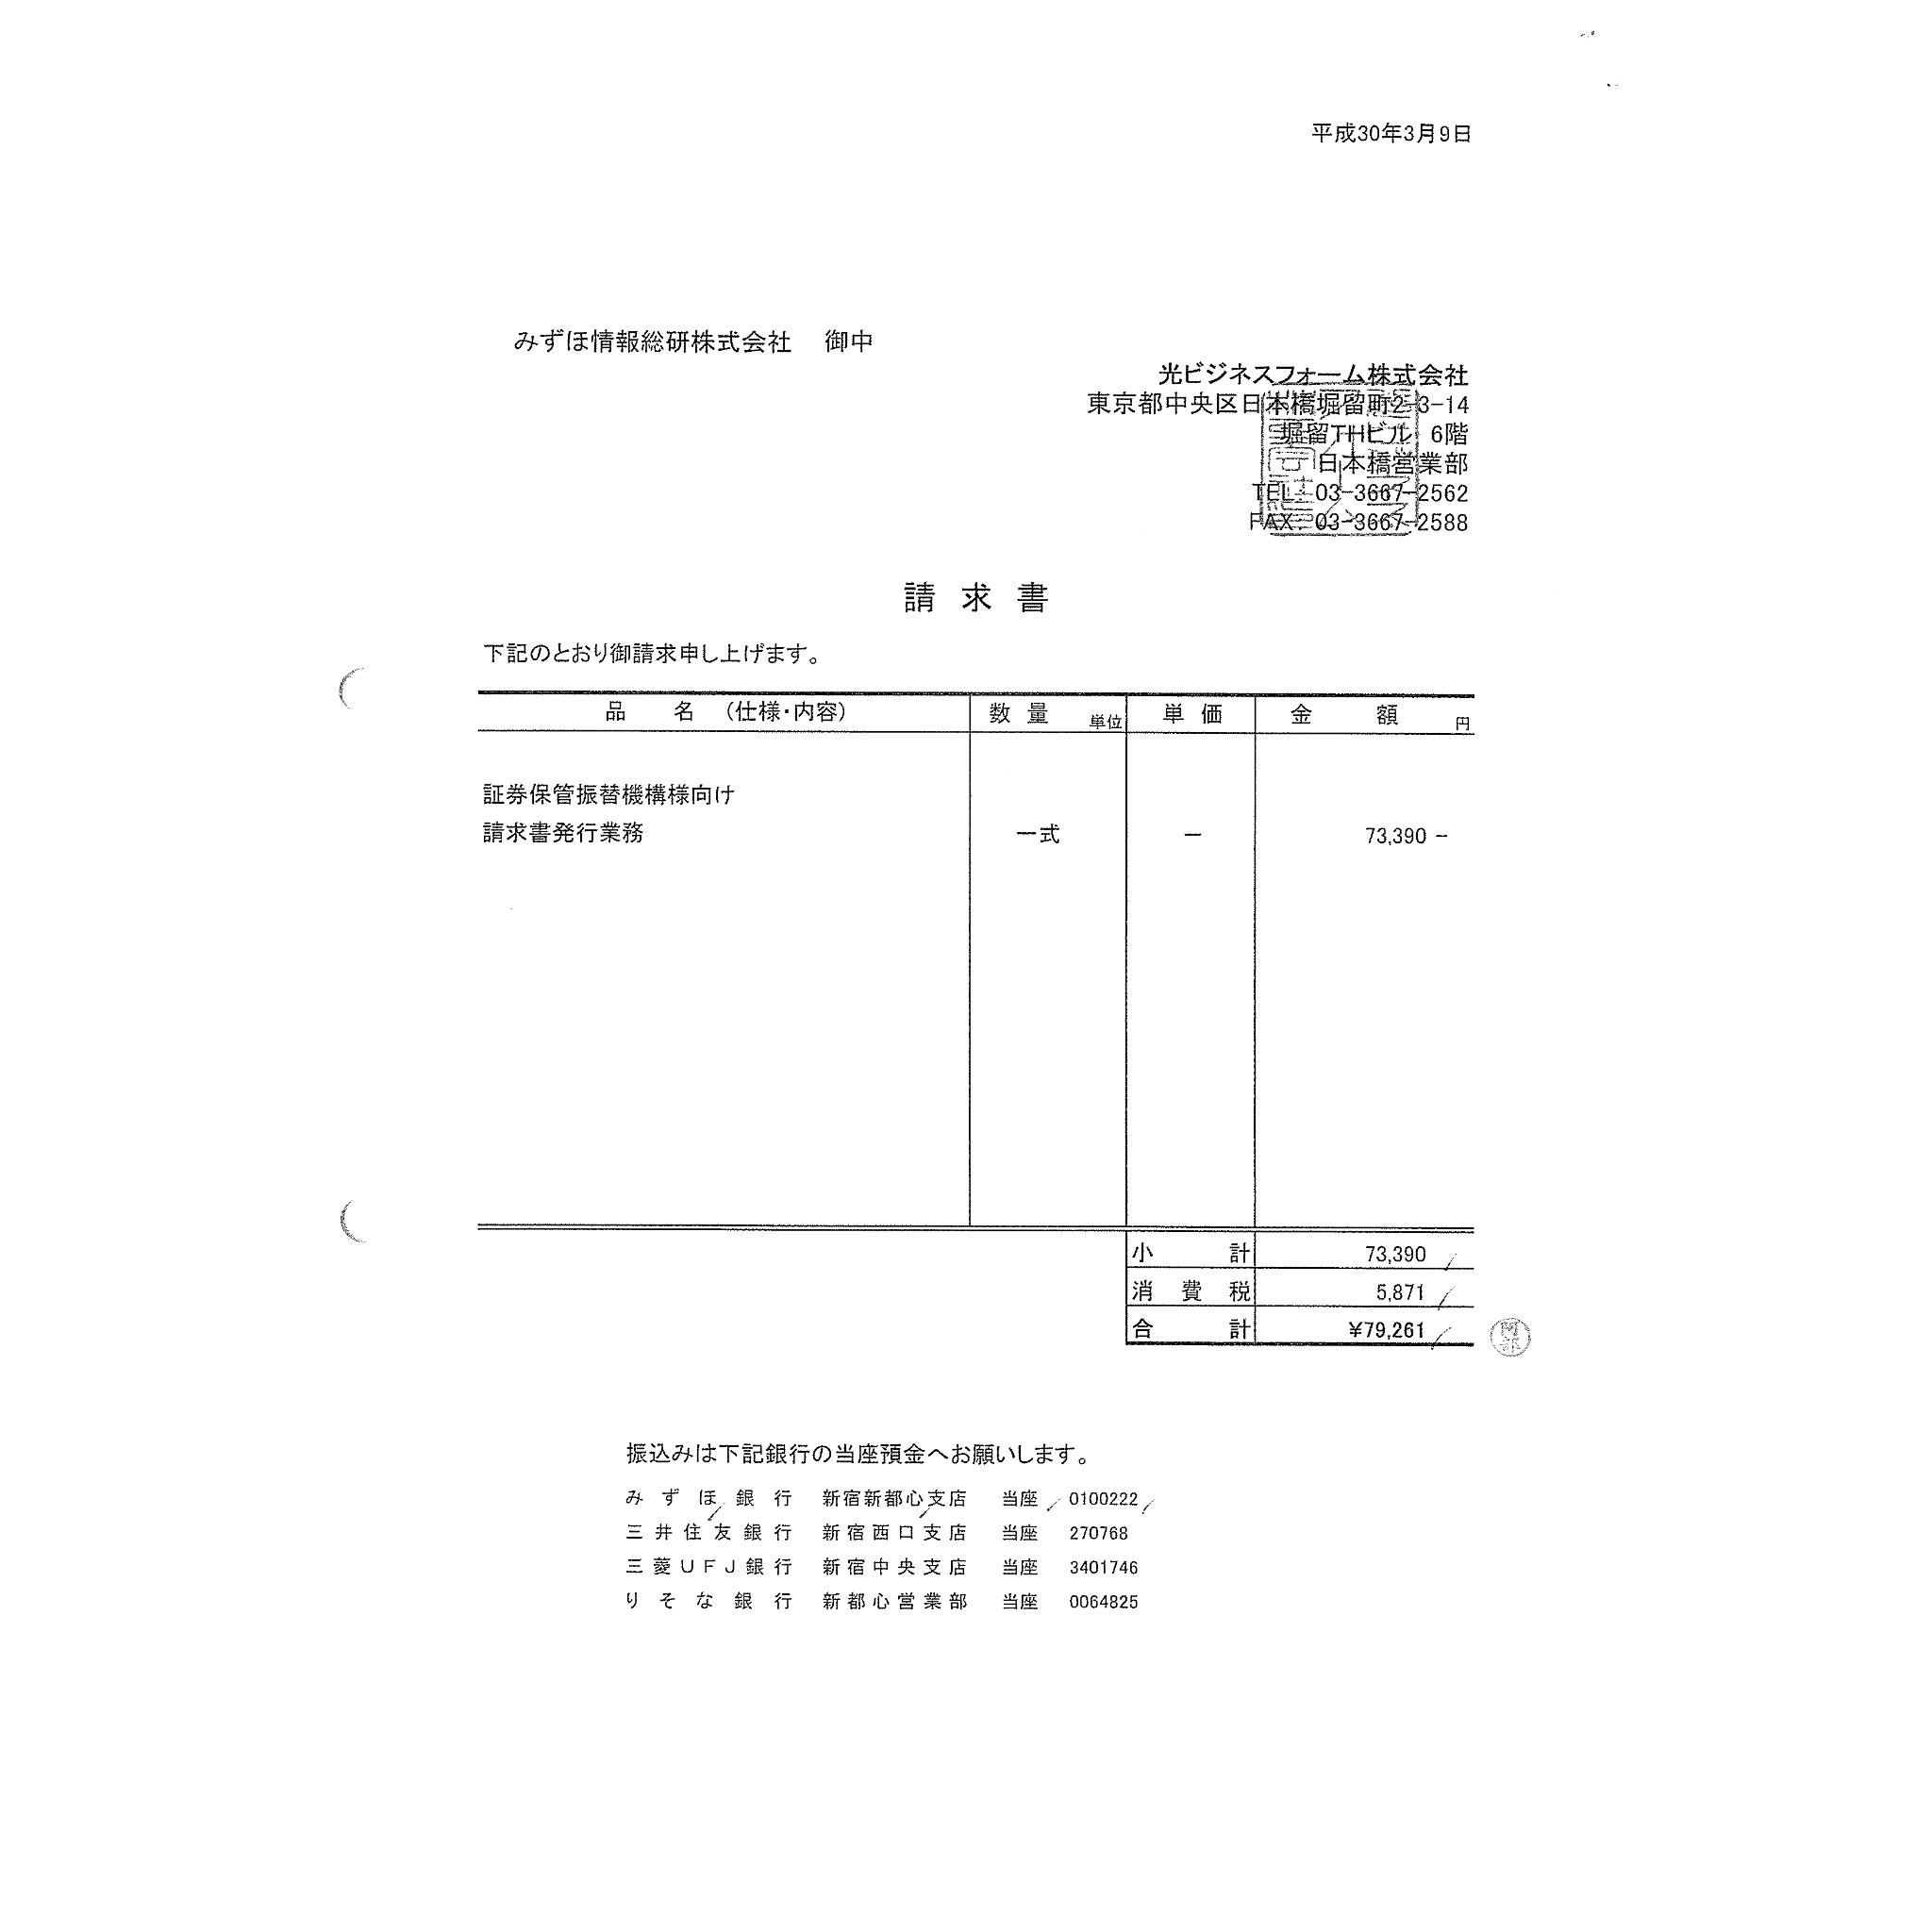 平成30年3月9日
みずほ情報総研株式会社　御中
光ビジネスフォーム株式会社
東京都中央区日本橋堀留町2-3-14
堀留THビル 6階
日本橋営業部
TEL. 03-3667-2562
FAX. 03-3667-2588
請 求 書
下記のとおり御請求申し上げます。
品　　名　(仕様・内容)　数 量　単位　単 価　金　　額　円
証券保管振替機構様向け
請求書発行業務　一式　ー　73,390 −
小　　計　73,390
消 費 税　5,871
合　　計　¥79,261
阿部
振込みは下記銀行の当座預金へお願いします。
みずほ銀行　新宿新都心支店　当座　0100222
三井住友銀行　新宿西口支店　当座　270768
三菱UFJ銀行　新宿中央支店　当座　3401746
りそな銀行　新都心営業部　当座　0064825